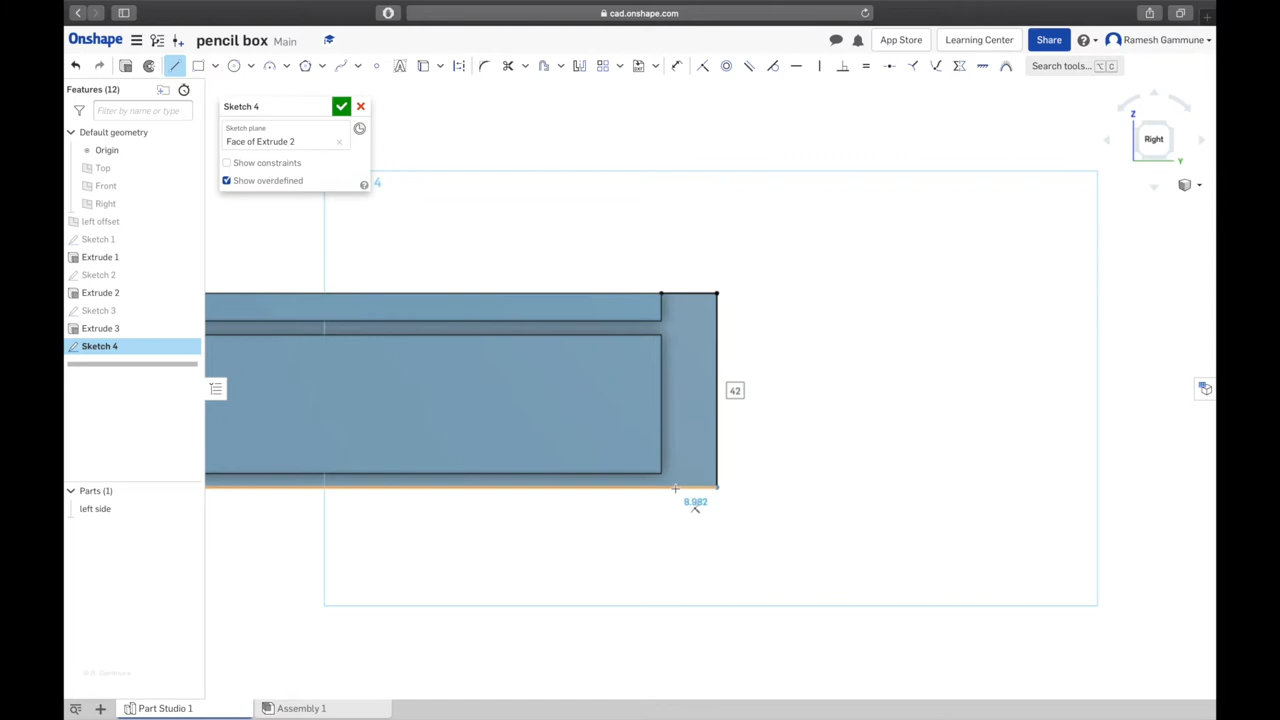 cad.onshape.com
Onshape
pencil box Main
App Store
Learning Center
Share
Ramesh Gammune
Search tools... ⌥ C
Features (12)
Filter by name or type
Default geometry
Origin
Top
Front
Right
left offset
Sketch 1
Extrude 1
Sketch 2
Extrude 2
Sketch 3
Extrude 3
Sketch 4
Sketch 4
Sketch plane
Face of Extrude 2
Show constraints
Show overdefined
4
Z
Right
Y
42
8.982
Parts (1)
left side
© R. Gammune
Part Studio 1
Assembly 1